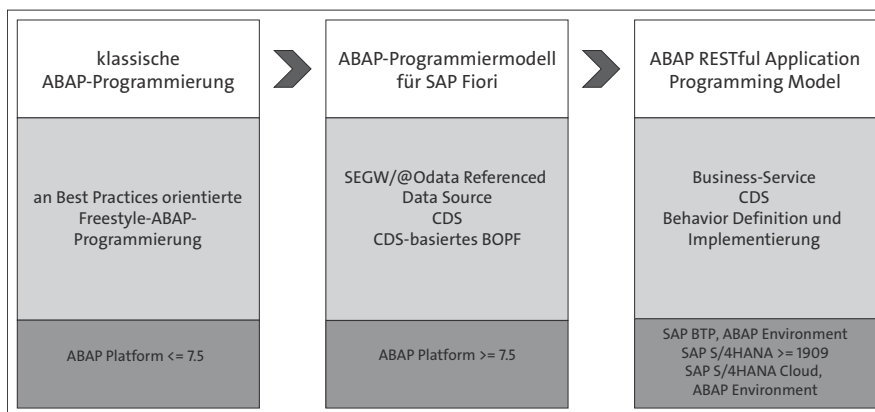 klassische
ABAP-Programmierung
an Best Practices orientierte
Freestyle-ABAP-
Programmierung
ABAP Platform <= 7.5
ABAP-Programmiermodell
für SAP Fiori
SEGW/@Odata Referenced
Data Source
CDS
CDS-basiertes BOPF
ABAP Platform >= 7.5
ABAP RESTful Application
Programming Model
Business-Service
CDS
Behavior Definition und
Implementierung
SAP BTP, ABAP Environment
SAP S/4HANA >= 1909
SAP S/4HANA Cloud,
ABAP Environment